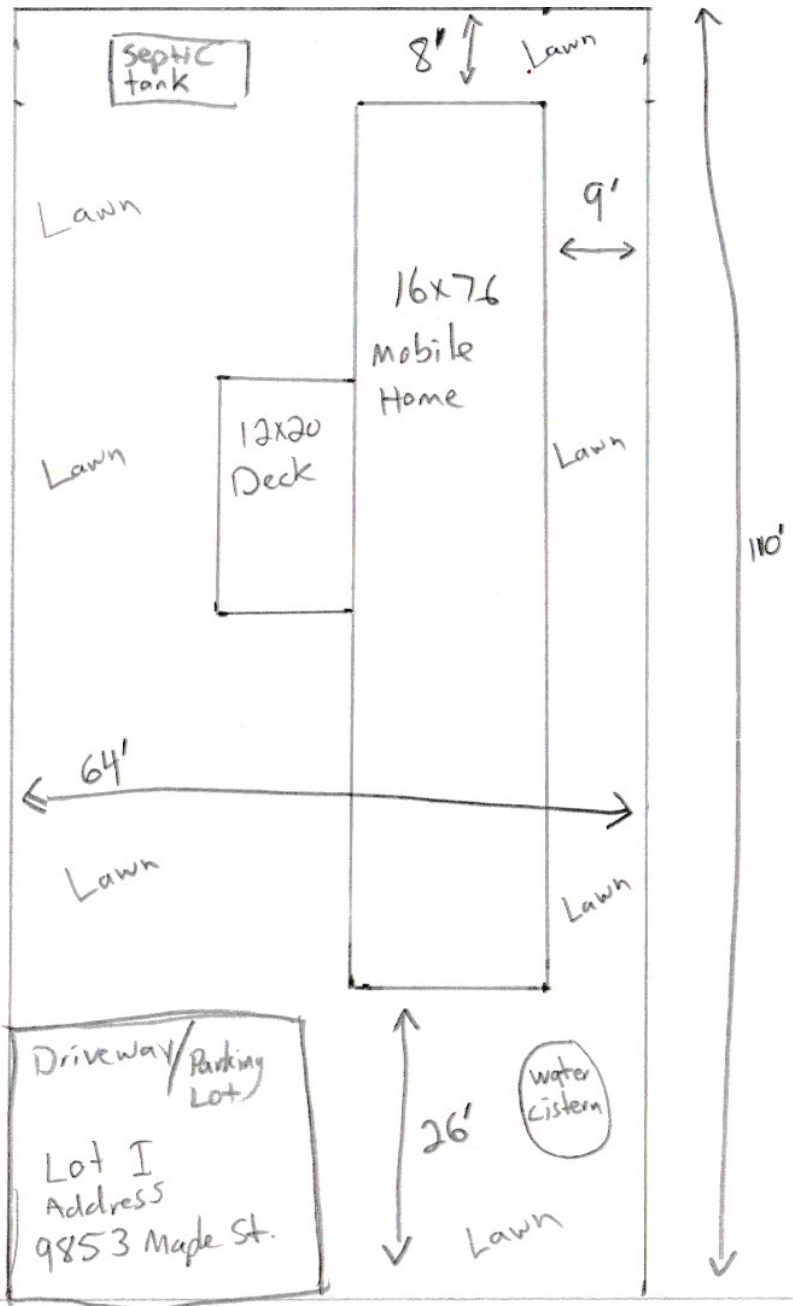 Septic
tank
8'
Lawn
Lawn
9'
16x76
Mobile
Home
12x20
Deck
Lawn
Lawn
110'
64'
Lawn
Lawn
Driveway/Parking
Lot
Lot I
Address
9853 Maple St.
26'
water
cistern
Lawn